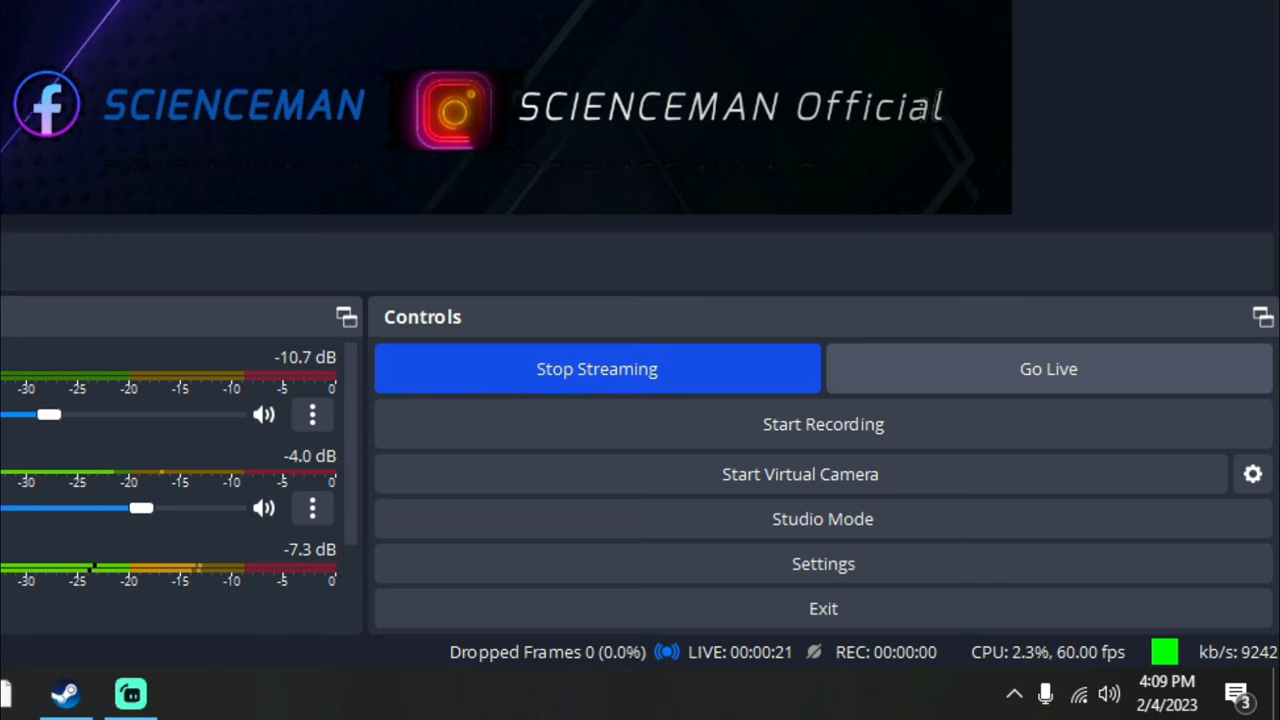 SCIENCEMAN SCIENCEMAN Official
Controls
-10.7 dB
-30 -25 -20 -15 -10 -5 0
-4.0 dB
-30 -25 -20 -15 -10 -5 0
-7.3 dB
-30 -25 -20 -15 -10 -5 0
Stop Streaming Go Live
Start Recording
Start Virtual Camera
Studio Mode
Settings
Exit
Dropped Frames 0 (0.0%) LIVE: 00:00:21 REC: 00:00:00 CPU: 2.3%, 60.00 fps kb/s: 9242
4:09 PM
2/4/2023
3